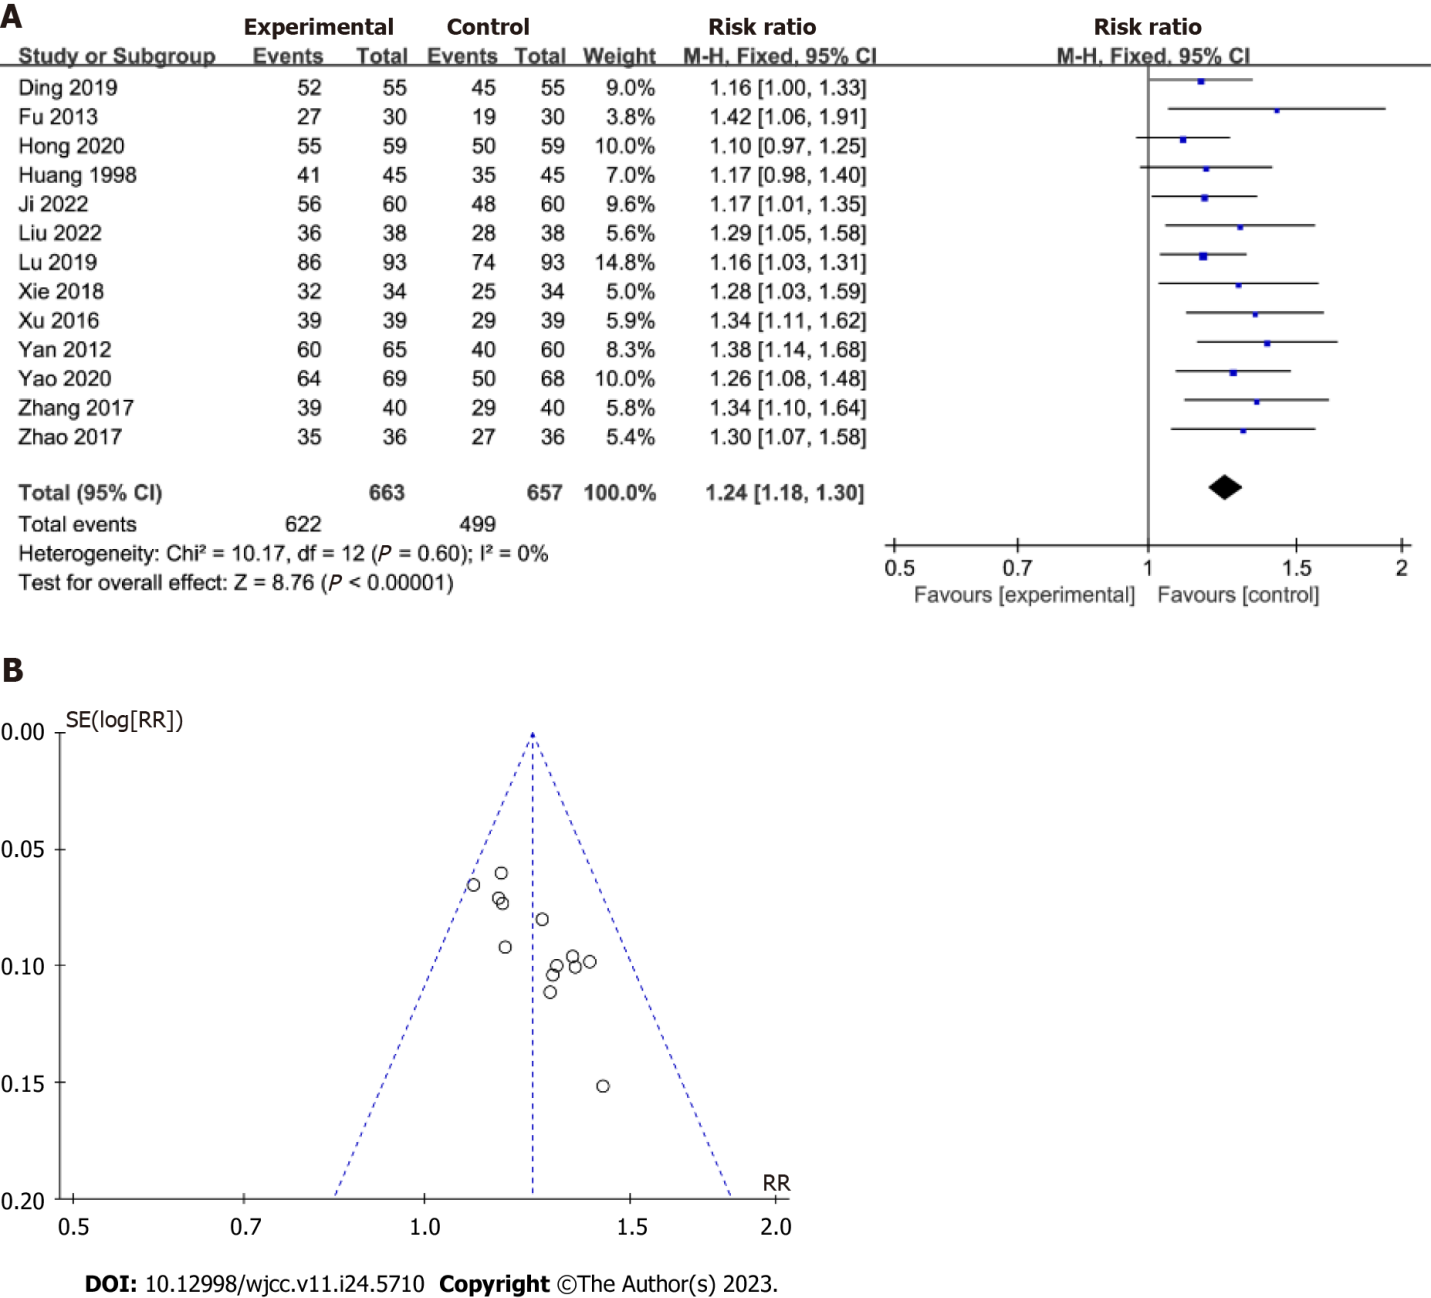 A
Experimental Control Risk ratio Risk ratio
Study or Subgroup Events Total Events Total Weight M-H, Fixed, 95% CI M-H, Fixed, 95% CI
Ding 2019 52 55 45 55 9.0% 1.16 [1.00, 1.33]
Fu 2013 27 30 19 30 3.8% 1.42 [1.06, 1.91]
Hong 2020 55 59 50 59 10.0% 1.10 [0.97, 1.25]
Huang 1998 41 45 35 45 7.0% 1.17 [0.98, 1.40]
Ji 2022 56 60 48 60 9.6% 1.17 [1.01, 1.35]
Liu 2022 36 38 28 38 5.6% 1.29 [1.05, 1.58]
Lu 2019 86 93 74 93 14.8% 1.16 [1.03, 1.31]
Xie 2018 32 34 25 34 5.0% 1.28 [1.03, 1.59]
Xu 2016 39 39 29 39 5.9% 1.34 [1.11, 1.62]
Yan 2012 60 65 40 60 8.3% 1.38 [1.14, 1.68]
Yao 2020 64 69 50 68 10.0% 1.26 [1.08, 1.48]
Zhang 2017 39 40 29 40 5.8% 1.34 [1.10, 1.64]
Zhao 2017 35 36 27 36 5.4% 1.30 [1.07, 1.58]
Total (95% CI) 663 657 100.0% 1.24 [1.18, 1.30]
Total events 622 499
Heterogeneity: Chi² = 10.17, df = 12 (P = 0.60); I² = 0%
Test for overall effect: Z = 8.76 (P < 0.00001)
0.5 0.7 1 1.5 2
Favours [experimental] Favours [control]
B
SE(log[RR])
0.00
0.05
0.10
0.15
0.20
RR
0.5 0.7 1.0 1.5 2.0
DOI: 10.12998/wjcc.v11.i24.5710 Copyright ©The Author(s) 2023.